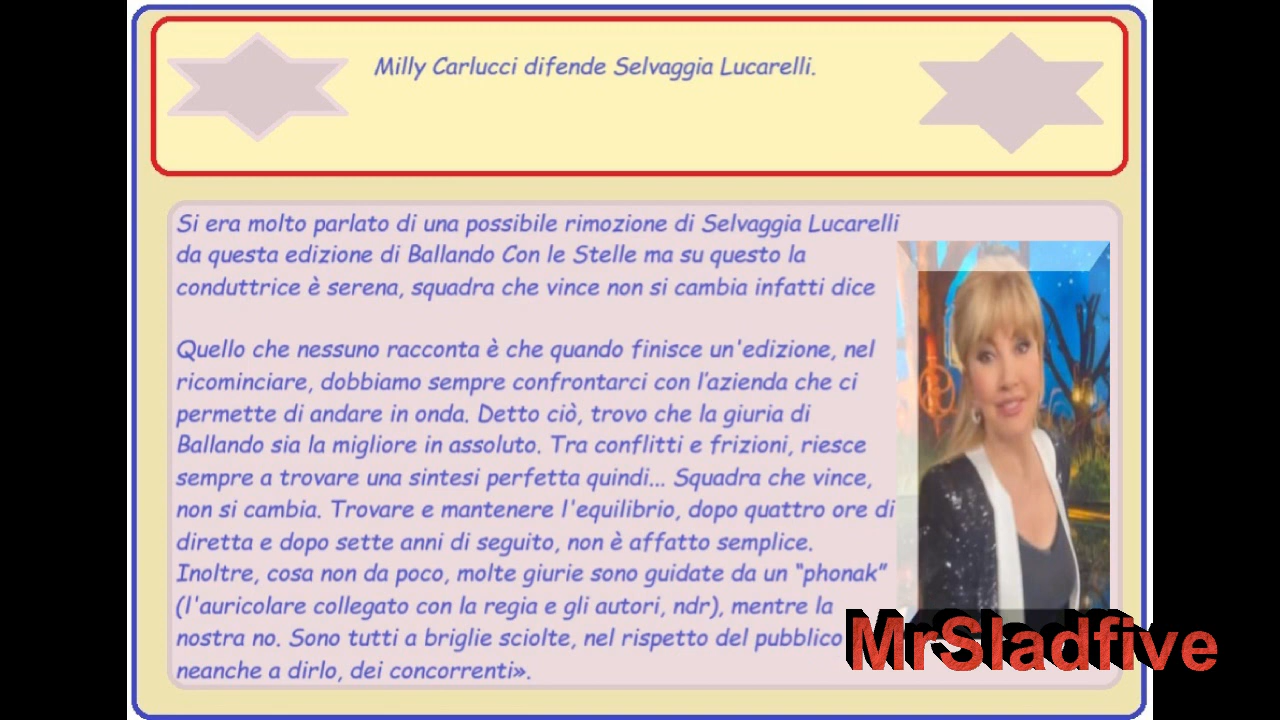 Milly Carlucci difende Selvaggia Lucarelli.
Si era molto parlato di una possibile rimozione di Selvaggia Lucarelli
da questa edizione di Ballando Con le Stelle ma su questo la
conduttrice è serena, squadra che vince non si cambia infatti dice
Quello che nessuno racconta è che quando finisce un'edizione, nel
ricominciare, dobbiamo sempre confrontarci con l’azienda che ci
permette di andare in onda. Detto ciò, trovo che la giuria di
Ballando sia la migliore in assoluto. Tra conflitti e frizioni, riesce
sempre a trovare una sintesi perfetta quindi... Squadra che vince,
non si cambia. Trovare e mantenere l'equilibrio, dopo quattro ore di
diretta e dopo sette anni di seguito, non è affatto semplice.
Inoltre, cosa non da poco, molte giurie sono guidate da un “phonak”
(l'auricolare collegato con la regia e gli autori, ndr), mentre la
nostra no. Sono tutti a briglie sciolte, nel rispetto del pubblico
neanche a dirlo, dei concorrenti».
MrSladfive